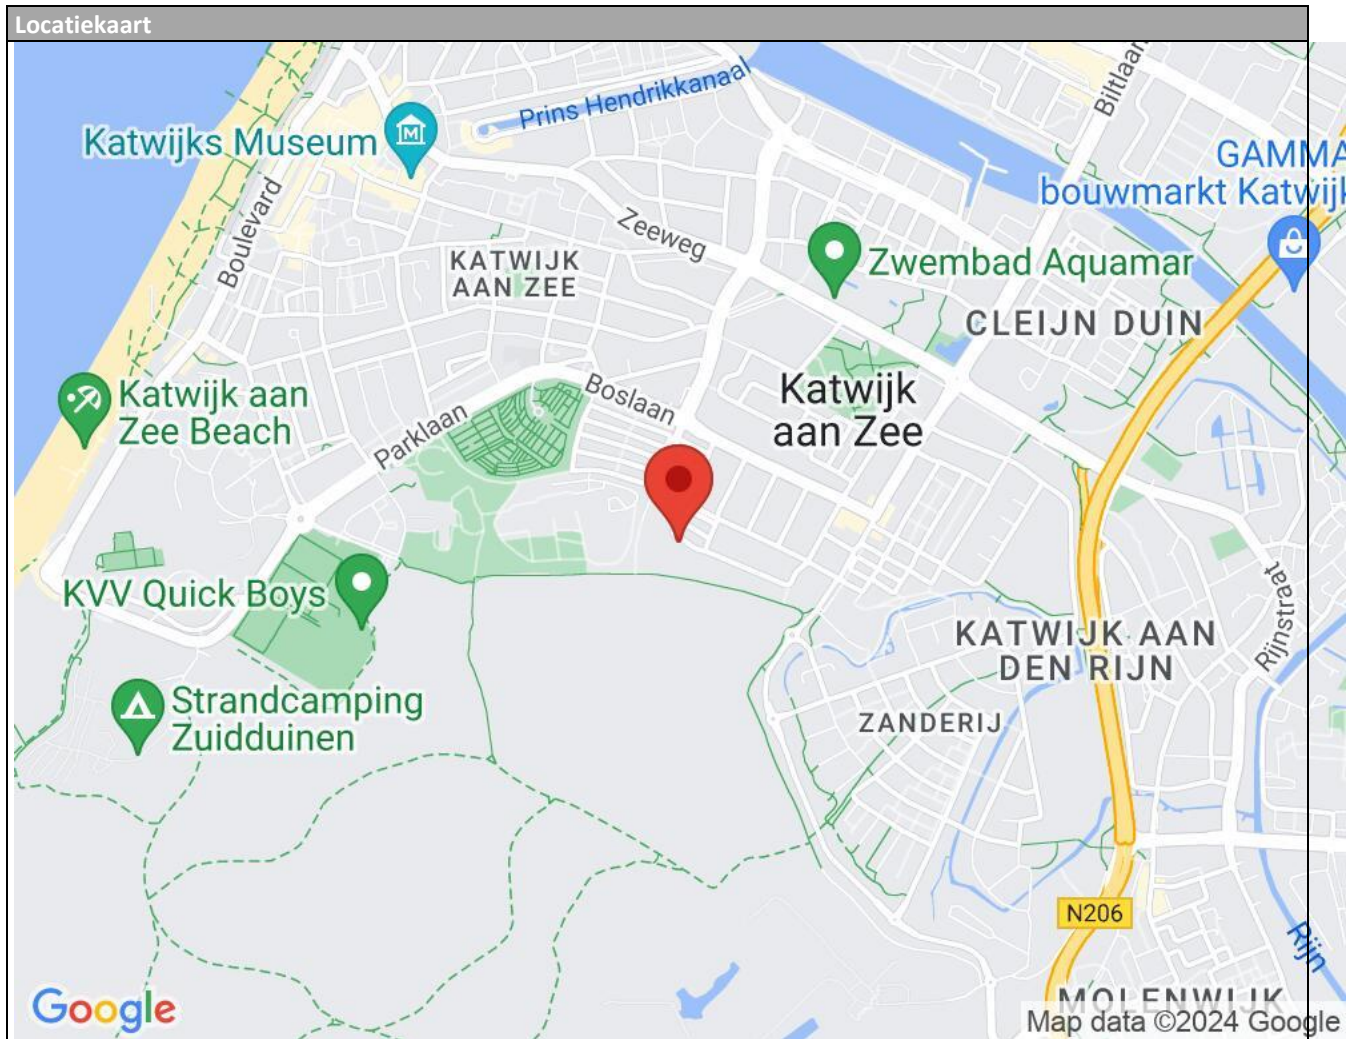 Locatiekaart
Prins Hendrikkanaal
Biltlaan
Katwijks Museum
GAMMA
bouwmarkt Katwijk
Boulevard
Zeeweg
KATWIJK
AAN ZEE
Zwembad Aquamar
CLEIJN DUIN
Katwijk aan
Zee Beach
Parklaan
Boslaan
Katwijk
aan Zee
KVV Quick Boys
Rijnstraat
KATWIJK AAN
DEN RIJN
Strandcamping
Zuidduinen
ZANDERIJ
N206
Rijn
MOLENWIJK
Google
Map data ©2024 Google